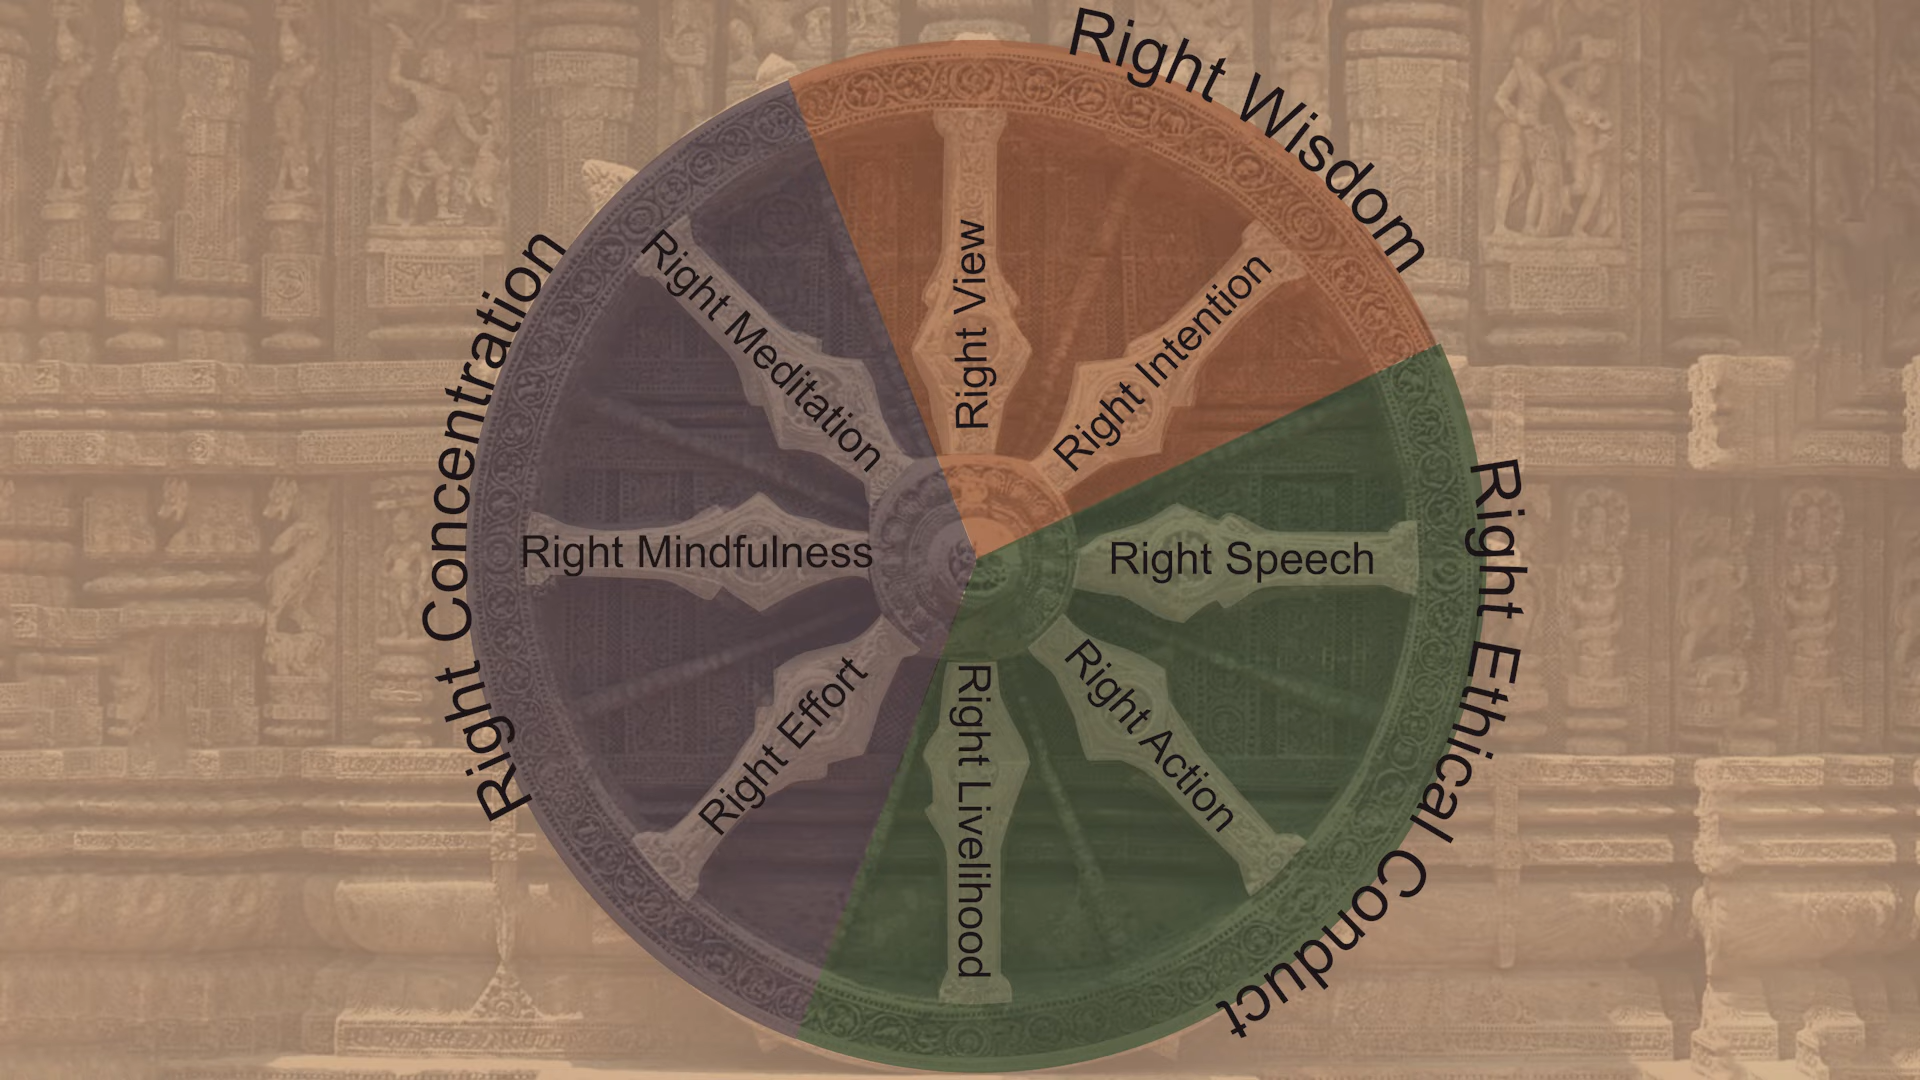 Right Wisdom
Right View
Right Intention
Right Ethical Conduct
Right Speech
Right Action
Right Livelihood
Right Concentration
Right Effort
Right Mindfulness
Right Meditation